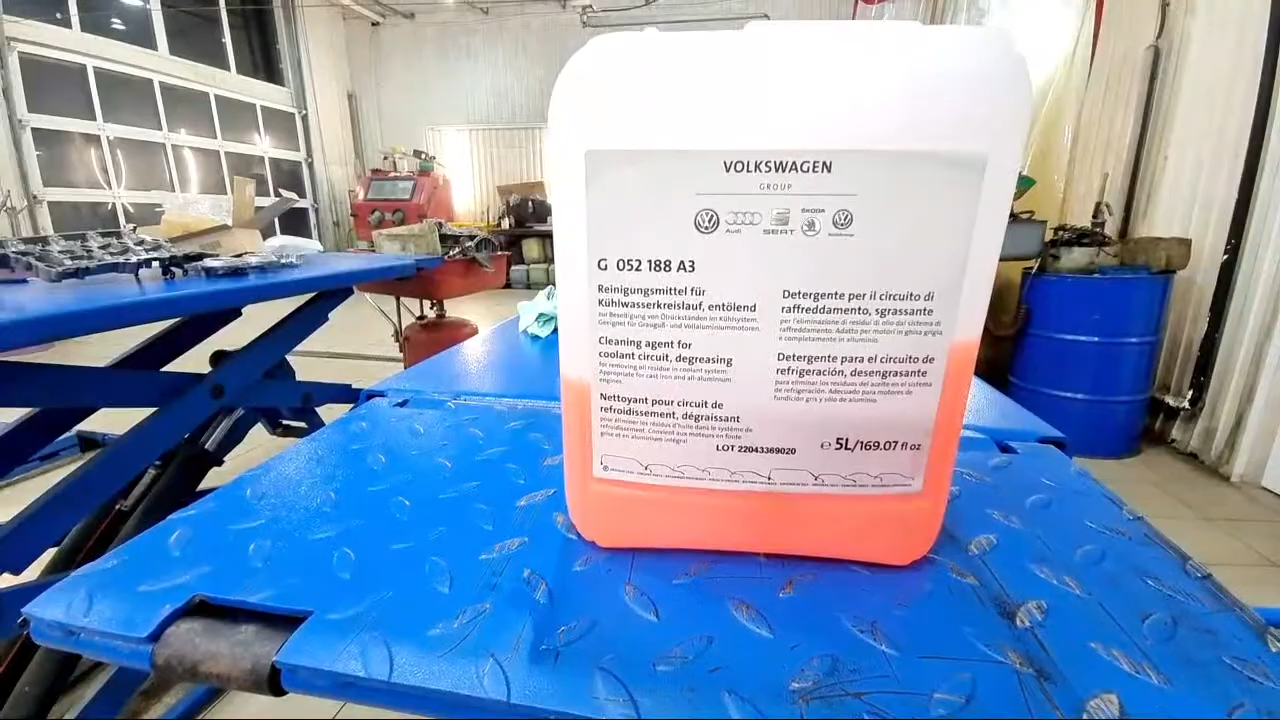 VOLKSWAGEN
GROUP
Audi
SEAT
ŠKODA
G 052 188 A3
Reinigungsmittel für
Kühlwasserkreislauf, entölend
zur Beseitigung von Ölrückständen im Kühlsystem.
Geeignet für Grauguß- und Vollaluminiummotoren.
Cleaning agent for
coolant circuit, degreasing
for removing oil residue in coolant system.
Appropriate for cast iron and all-aluminium
engines.
Nettoyant pour circuit de
refroidissement, dégraissant
pour éliminer les résidus d'huile dans le système de
refroidissement. Convient aux moteurs en fonte
grise et en aluminium intégral
Detergente per il circuito di
raffreddamento, sgrassante
per l'eliminazione di residui di olio dal sistema di
raffreddamento. Adatto per motori in ghisa grigia
e completamente in alluminio.
Detergente para el circuito de
refrigeración, desengrasante
para eliminar los residuos del aceite en el sistema
de refrigeración. Adecuado para motores de
fundición gris y sólo de aluminio.
LOT 22043369020
℮ 5L/169.07 fl oz